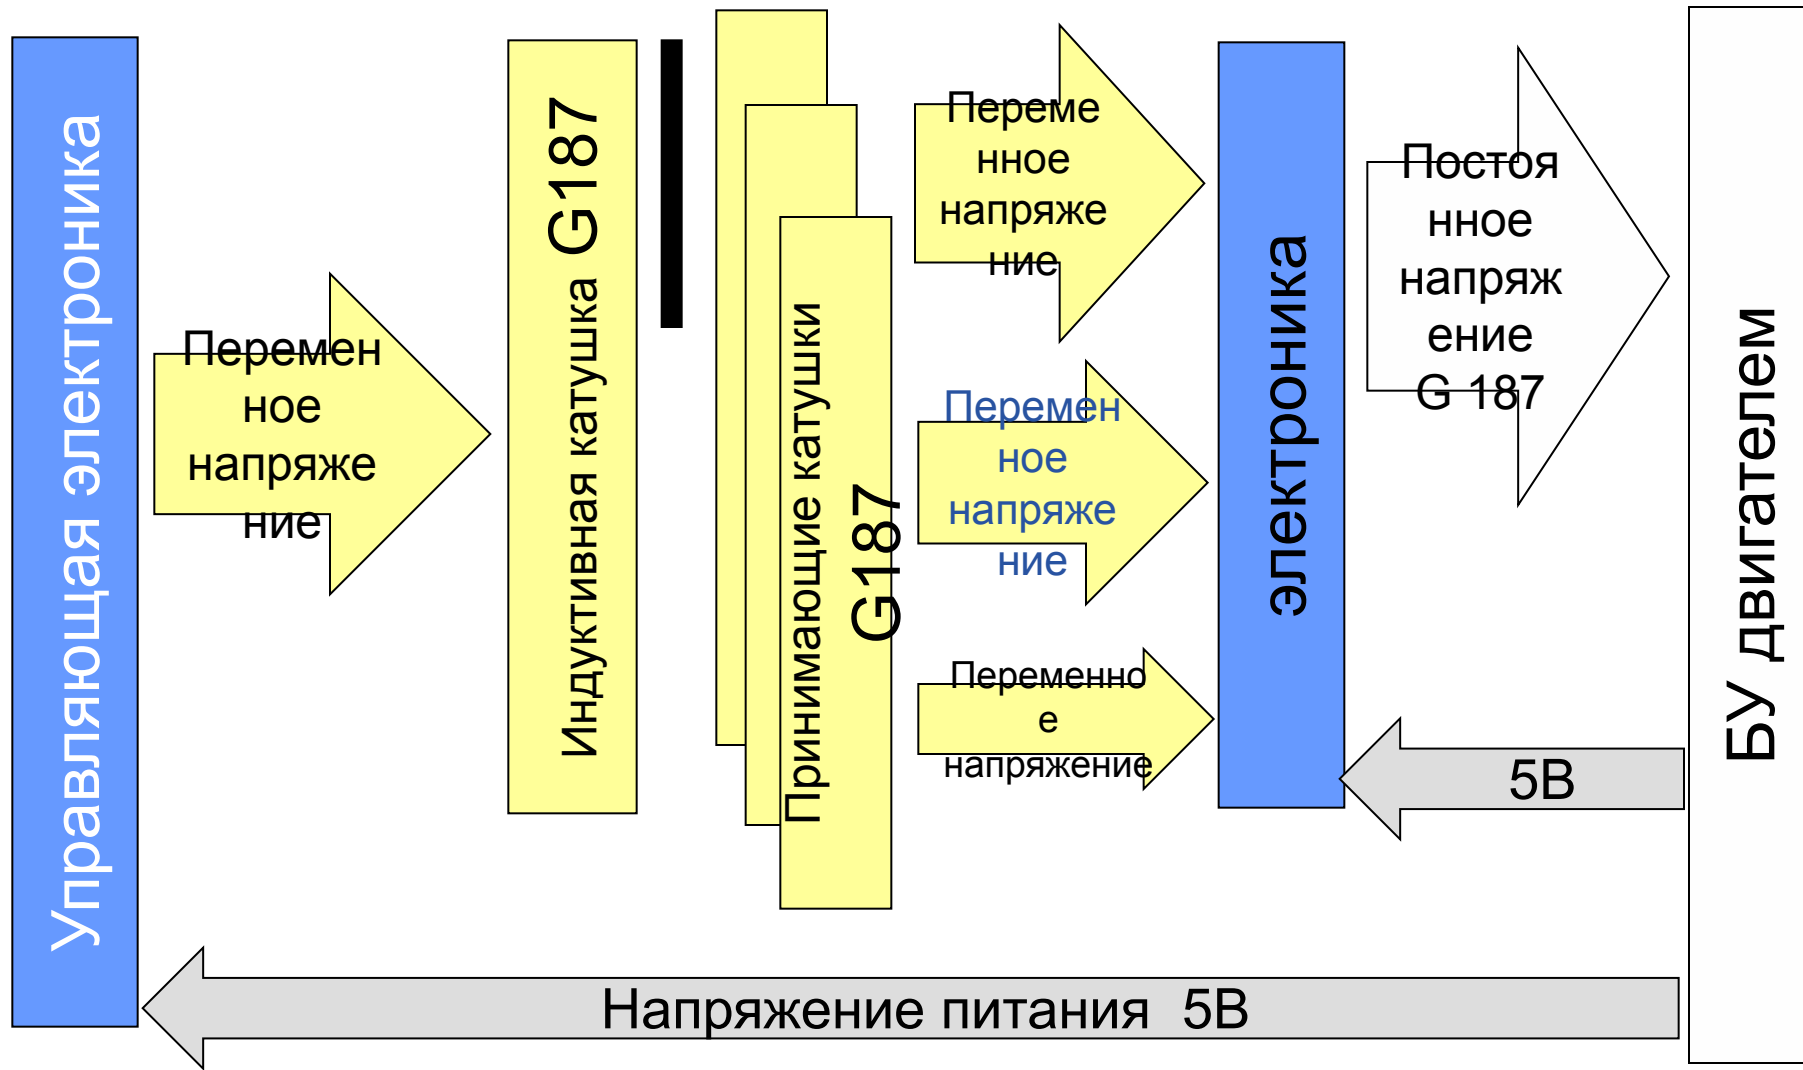 Управляющая электроника
Перемен
ное
напряже
ние
Индуктивная катушка G187
Принимающие катушки
G187
Переме
нное
напряже
ние
Перемен
ное
напряже
ние
Переменно
е
напряжение
электроника
Постоя
нное
напряж
ение
G 187
5В
БУ двигателем
Напряжение питания 5В